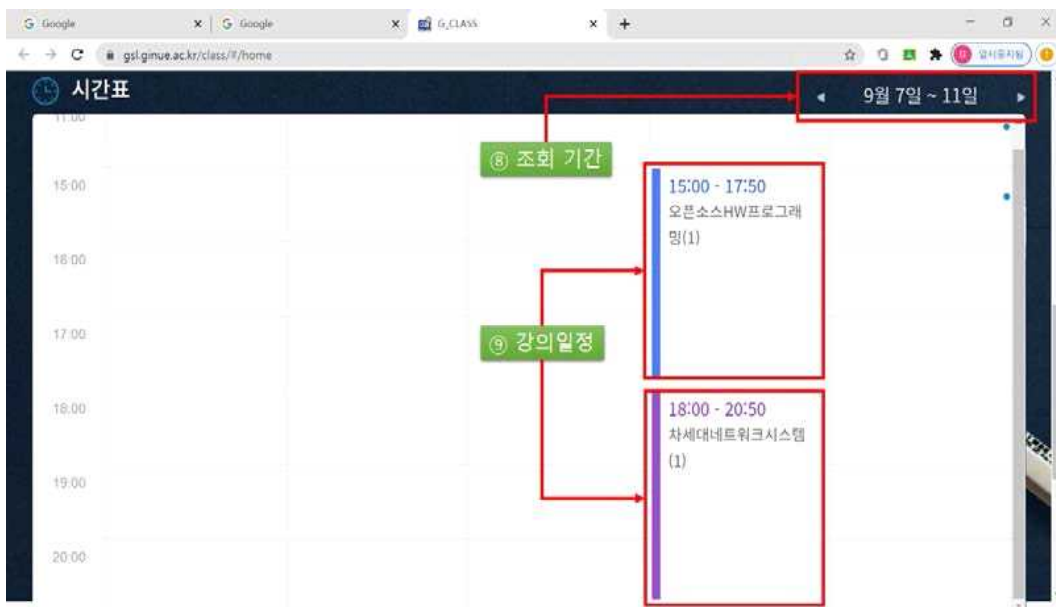 Google
Google
G_CLASS
gsl.ginue.ac.kr/class/#/home
시간표
9월 7일 ~ 11일
⑧ 조회 기간
15:00
15:00 - 17:50
오픈소스HW프로그래
밍(1)
16:00
17:00
⑨ 강의일정
18:00
18:00 - 20:50
차세대네트워크시스템
(1)
19:00
20:00